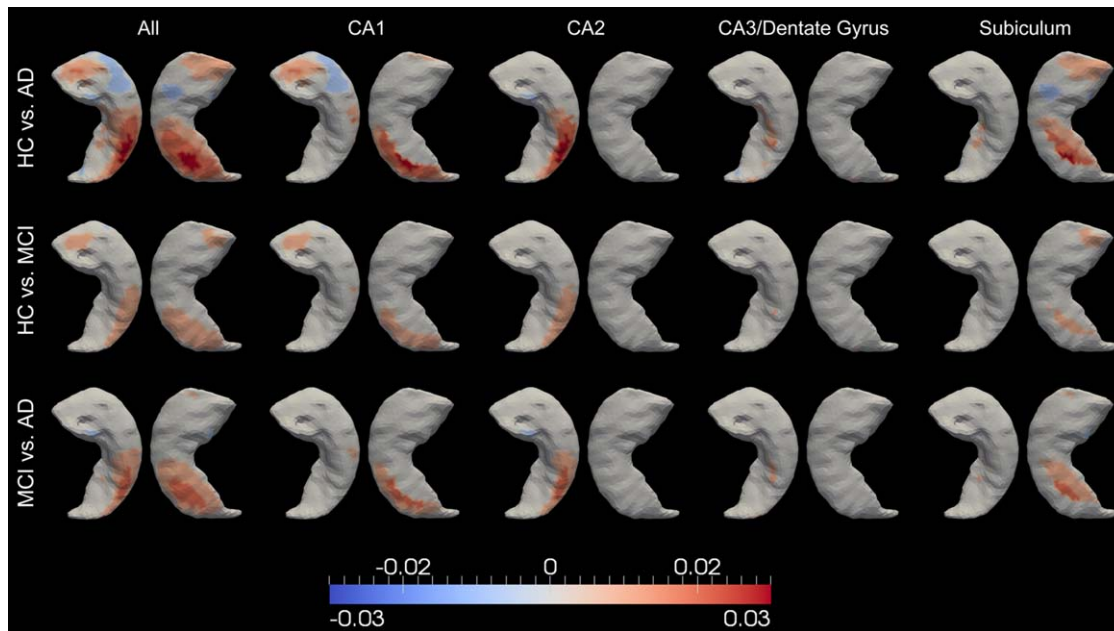 All CA1 CA2 CA3/Dentate Gyrus Subiculum
HC vs. AD
HC vs. MCI
MCI vs. AD
-0.02 0 0.02
-0.03 0.03